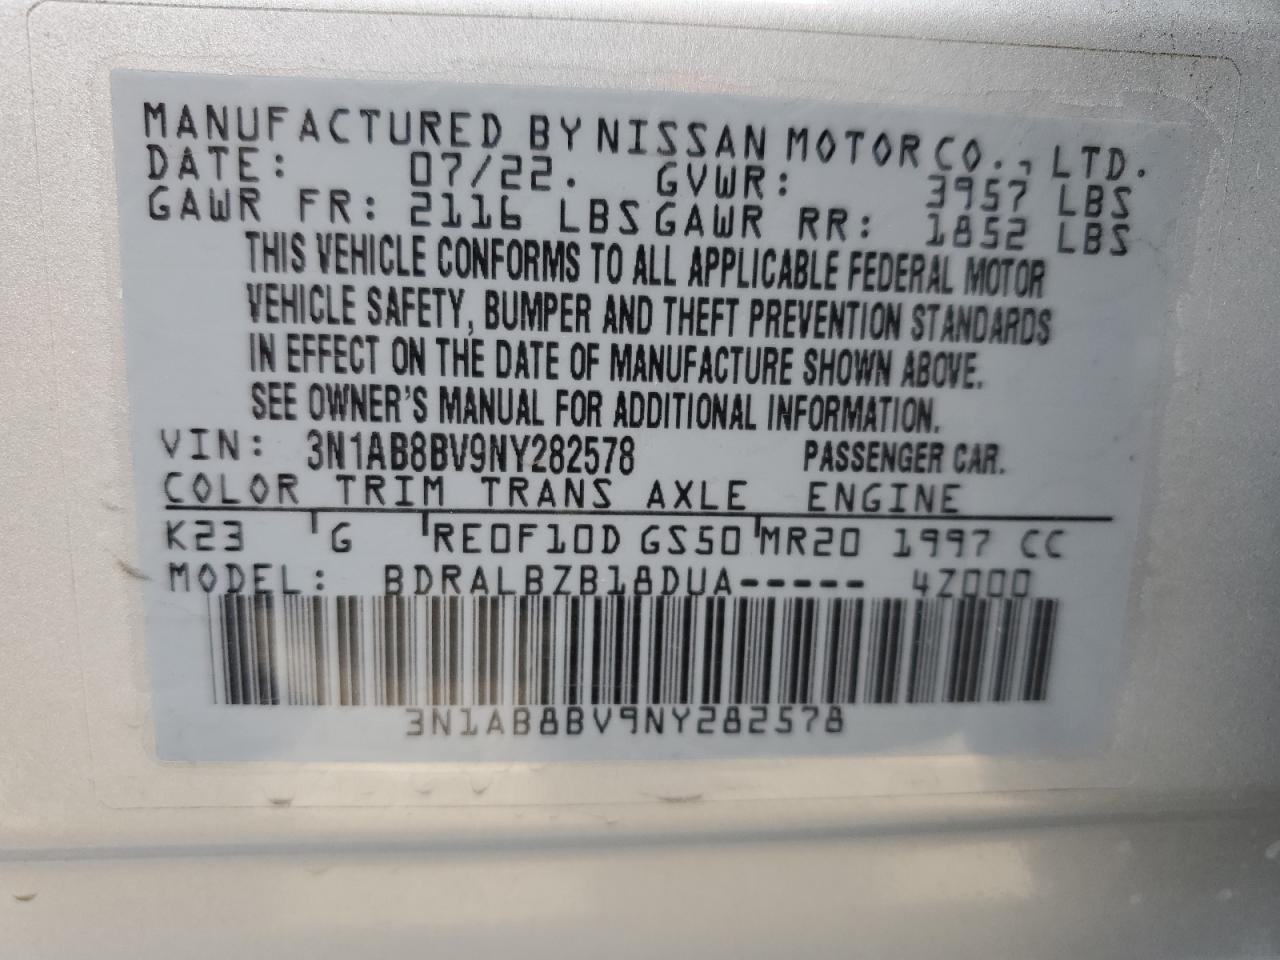 MANUFACTURED BY NISSAN MOTOR CO., LTD.
DATE: 07/22. GVWR: 3957 LBS
GAWR FR: 2116 LBS GAWR RR: 1852 LBS
THIS VEHICLE CONFORMS TO ALL APPLICABLE FEDERAL MOTOR
VEHICLE SAFETY, BUMPER AND THEFT PREVENTION STANDARDS
IN EFFECT ON THE DATE OF MANUFACTURE SHOWN ABOVE.
SEE OWNER'S MANUAL FOR ADDITIONAL INFORMATION.
VIN: 3N1AB8BV9NY282578 PASSENGER CAR.
COLOR TRIM TRANS AXLE ENGINE
K23 G RE0F10D GS50 MR20 1997 CC
MODEL: BDRALBZB18DUA----- 4Z000
3N1AB8BV9NY282578